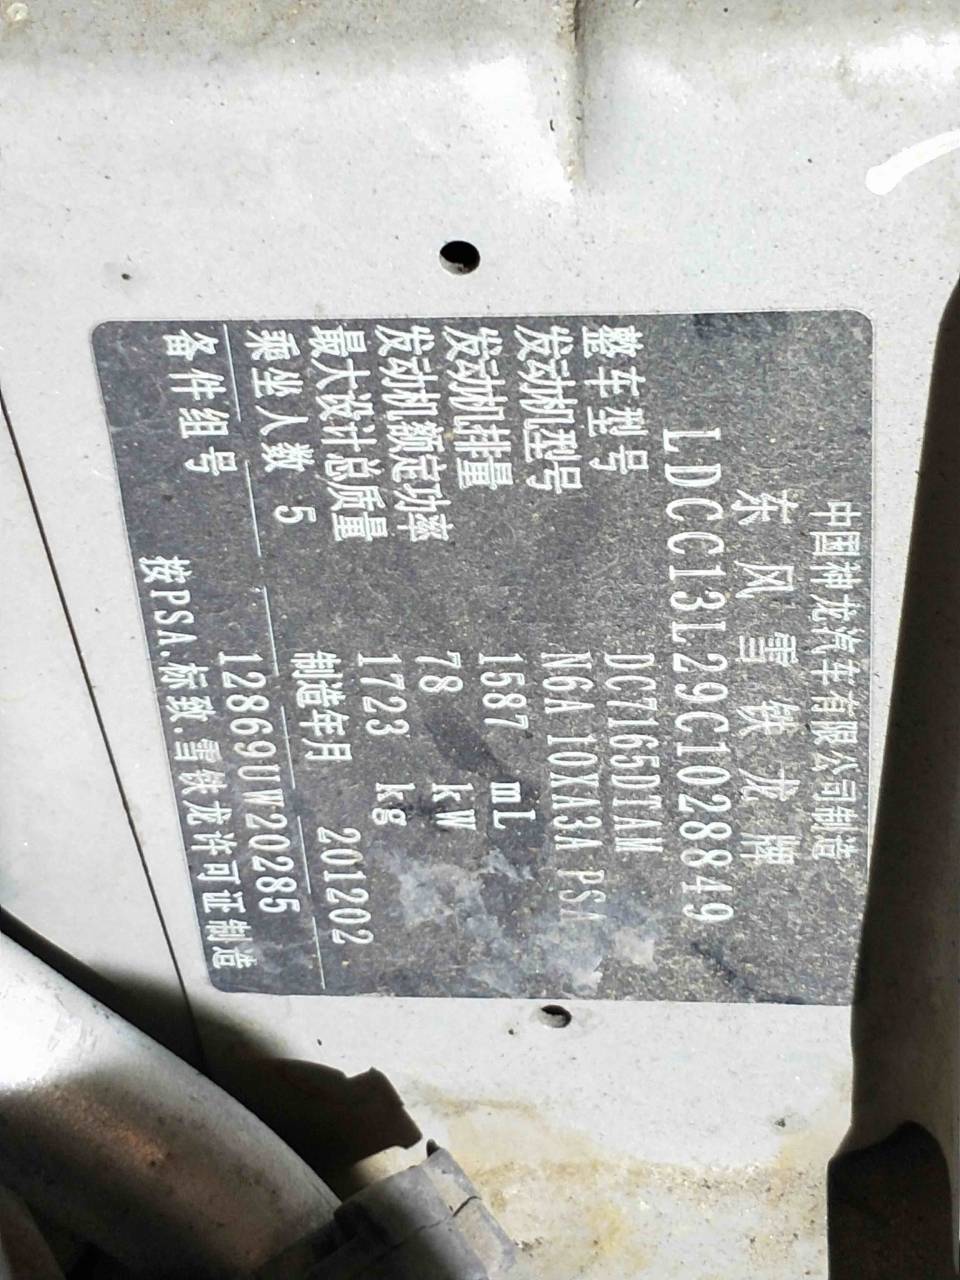 中国神龙汽车有限公司制造
东风雪铁龙牌
LDCC13L29C1028849
整车型号 DC7165DTAM
发动机型号 N6A 10XA3A PSA
发动机排量 1587 mL
发动机额定功率 78 kW
最大设计总质量 1723 kg
乘坐人数 5 制造年月 201202
备件组号 12869UW20285
按PSA.标致.雪铁龙许可证制造